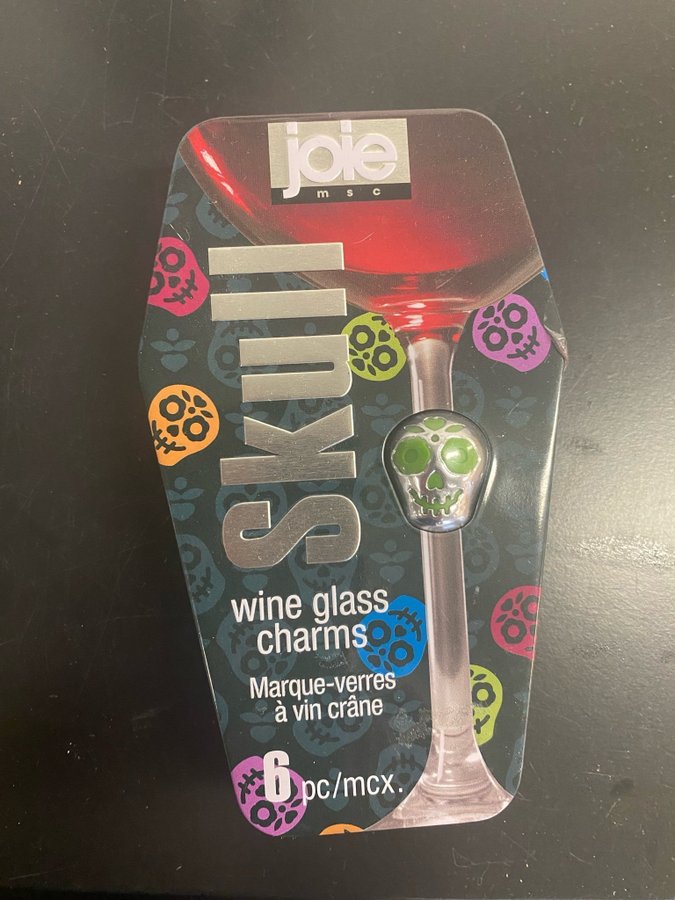 joie
msc
Skull
wine glass
charms
Marque-verres
à vin crâne
6 pc/mcx.